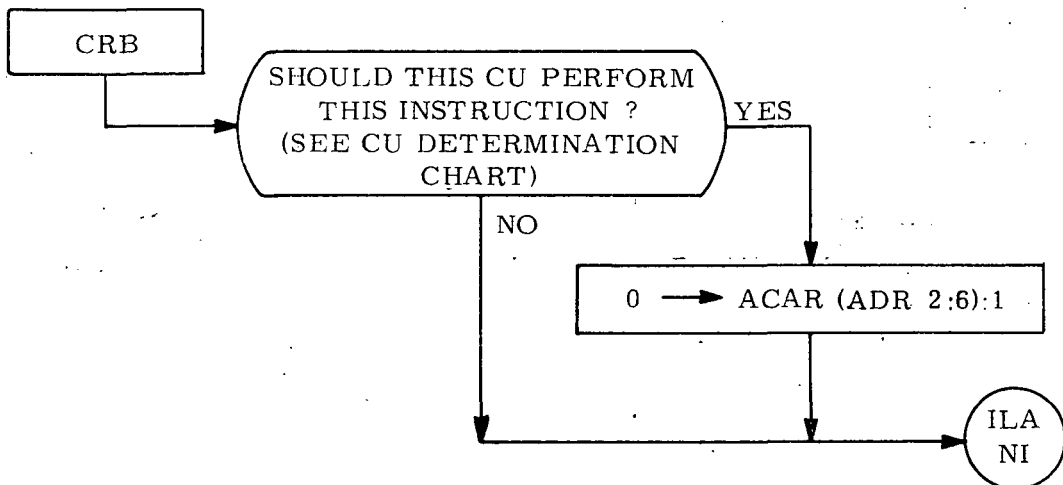 CRB
SHOULD THIS CU PERFORM
THIS INSTRUCTION ?
(SEE CU DETERMINATION
CHART)
YES
NO
0 → ACAR (ADR 2:6):1
ILA
NI